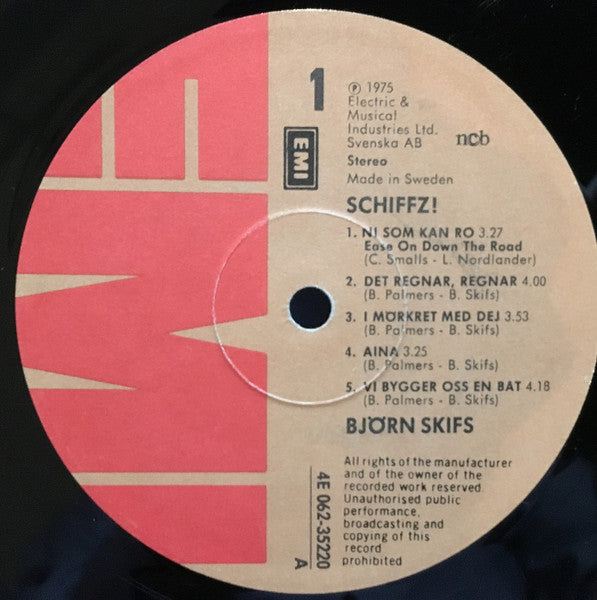 1
℗ 1975
Electric &
Musical
Industries Ltd.
Svenska AB
ncb
EMI
Stereo
Made in Sweden
SCHIFFZ!
1. NI SOM KAN RO 3.27
Ease On Down The Road
(C. Smalls - L. Nordlander)
2. DET REGNAR, REGNAR 4.00
(B. Palmers - B. Skifs)
3. I MÖRKRET MED DEJ 3.53
(B. Palmers - B. Skifs)
4. AINA 3.25
(B. Palmers - B. Skifs)
5. VI BYGGER OSS EN BÅT 4.18
(B. Palmers - B. Skifs)
BJÖRN SKIFS
All rights of the manufacturer
and of the owner of the
recorded work reserved.
Unauthorised public
performance,
broadcasting and
copying of this
record
prohibited
4E 062-35220
A
EMI